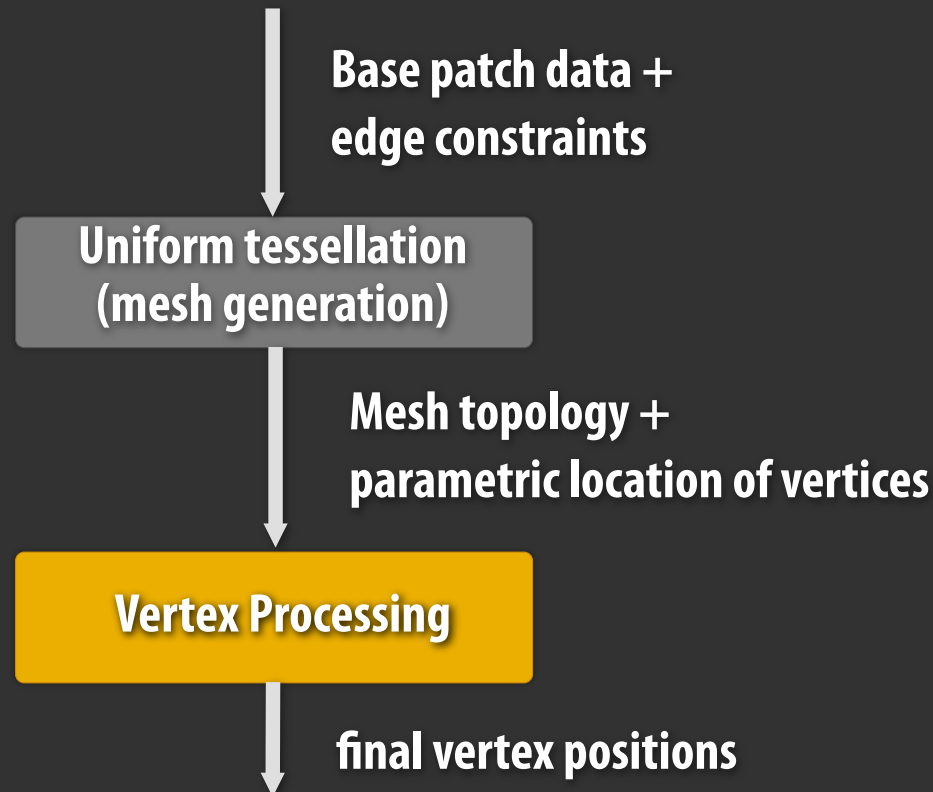 Base patch data +
edge constraints
Uniform tessellation
(mesh generation)
Mesh topology +
parametric location of vertices
Vertex Processing
final vertex positions